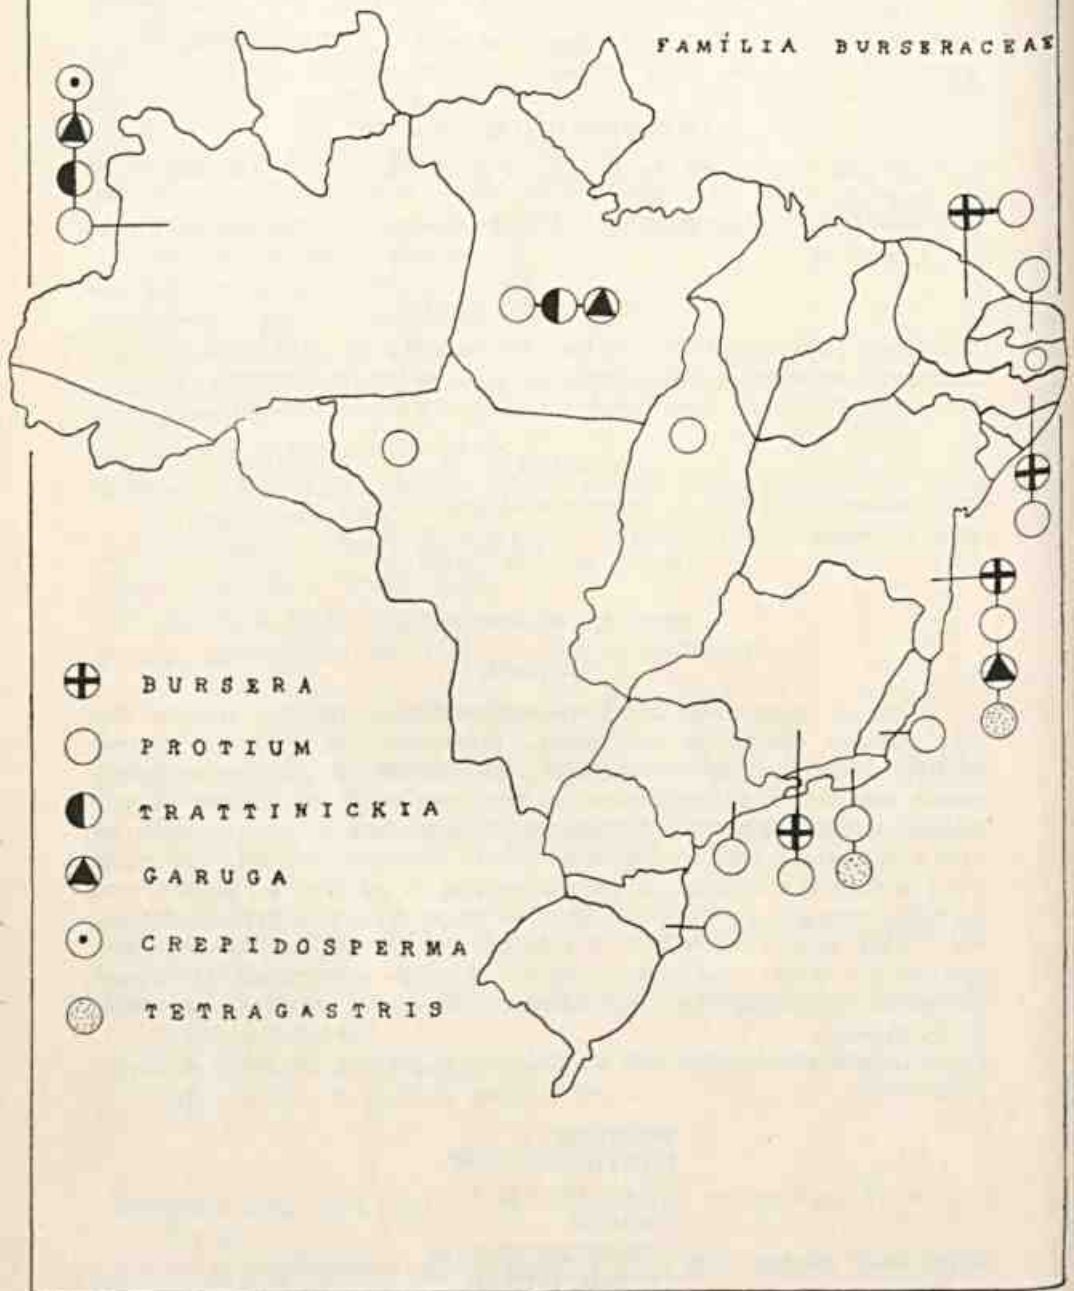 FAMÍLIA BURSERACEAE
BURSERA
PROTIUM
TRATTINICKIA
GARUGA
CREPIDOSPERMA
TETRAGASTRIS